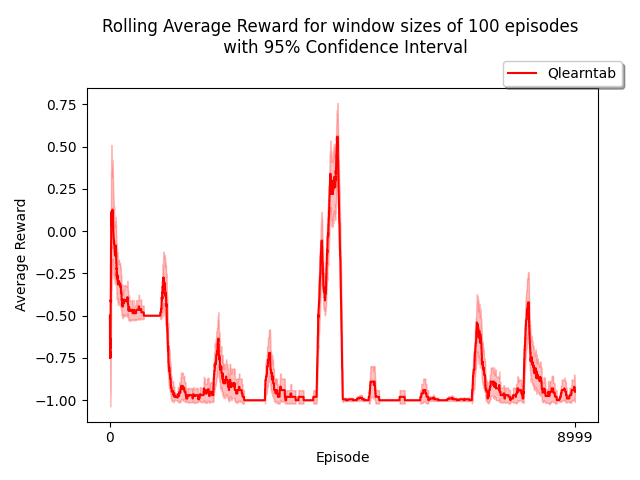 Rolling Average Reward for window sizes of 100 episodes
with 95% Confidence Interval
Qlearntab
Average Reward
0.75
0.50
0.25
0.00
−0.25
−0.50
−0.75
−1.00
0
8999
Episode